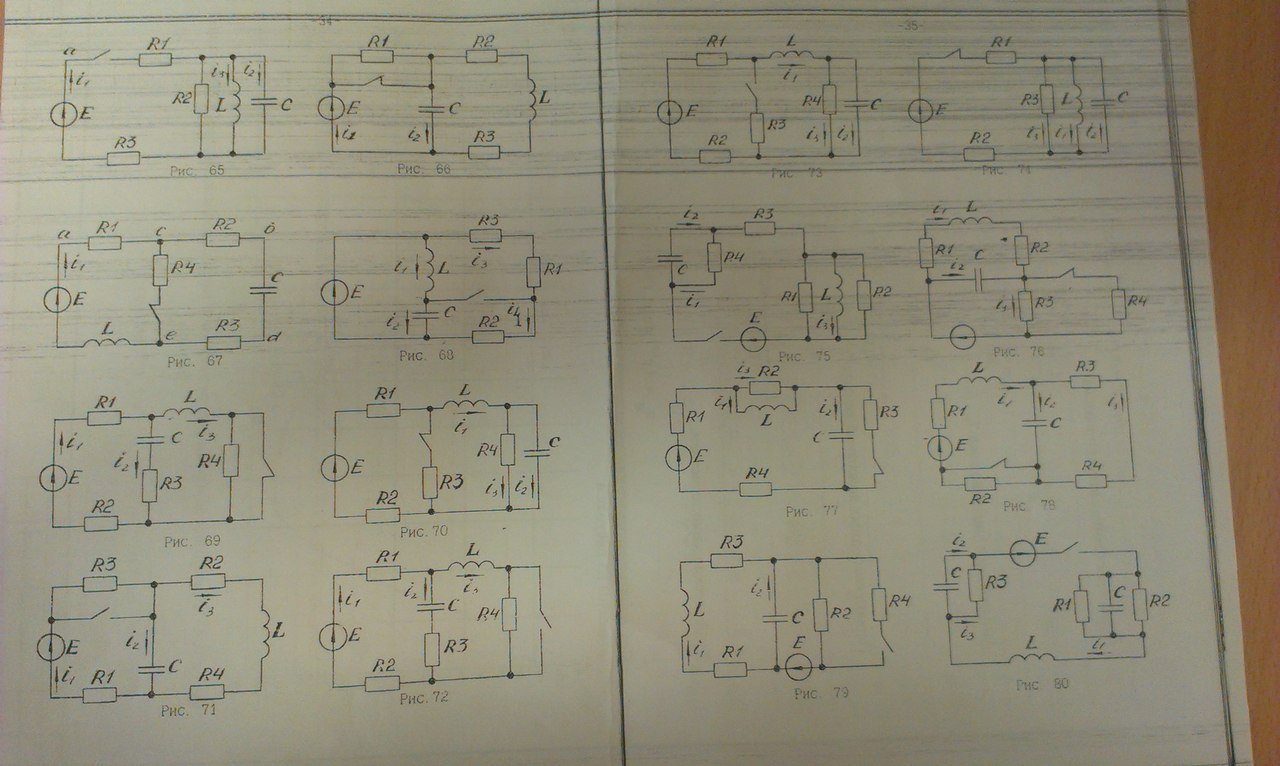 -34-
a R1 i₁ E R2 i₃ L i₂ C R3
Рис. 65
R1 R2 E C L i₂ R3
Рис. 66
a R1 c R2 b i₁ R4 E C L e R3 d
Рис. 67
R3 i₃ i₁ L R1 E C i₂ R2 i₄
Рис. 68
R1 L i₃ i₁ C i₂ R4 E R3 R2
Рис. 69
R1 L i₁ R4 C E R3 i₃ i₂ R2
Рис. 70
R3 R2 i₃ i₂ E L C i₁ R1 R4
Рис. 71
R1 L i₁ i₂ C R4 E R3 R2
Рис. 72
-35-
R1 L i₁ R4 C E R3 i₃ i₂ R2
Рис. 73
R1 E R3 L C R2
Рис. 74
i₂ R3 C R4 i₁ R1 L R2 E i₃
Рис. 75
i₁ L R1 R2 C i₂ i₃ R3 R4
Рис. 76
i₃ R2 R1 i₁ L i₂ R3 C E R4
Рис. 77
L R3 R1 i₁ i₂ i₃ C E R2 R4
Рис. 78
R3 i₂ R4 C R2 L E i₁ R1
Рис. 79
i₂ E C R3 R1 C R2 i₃ L i₁
Рис. 80